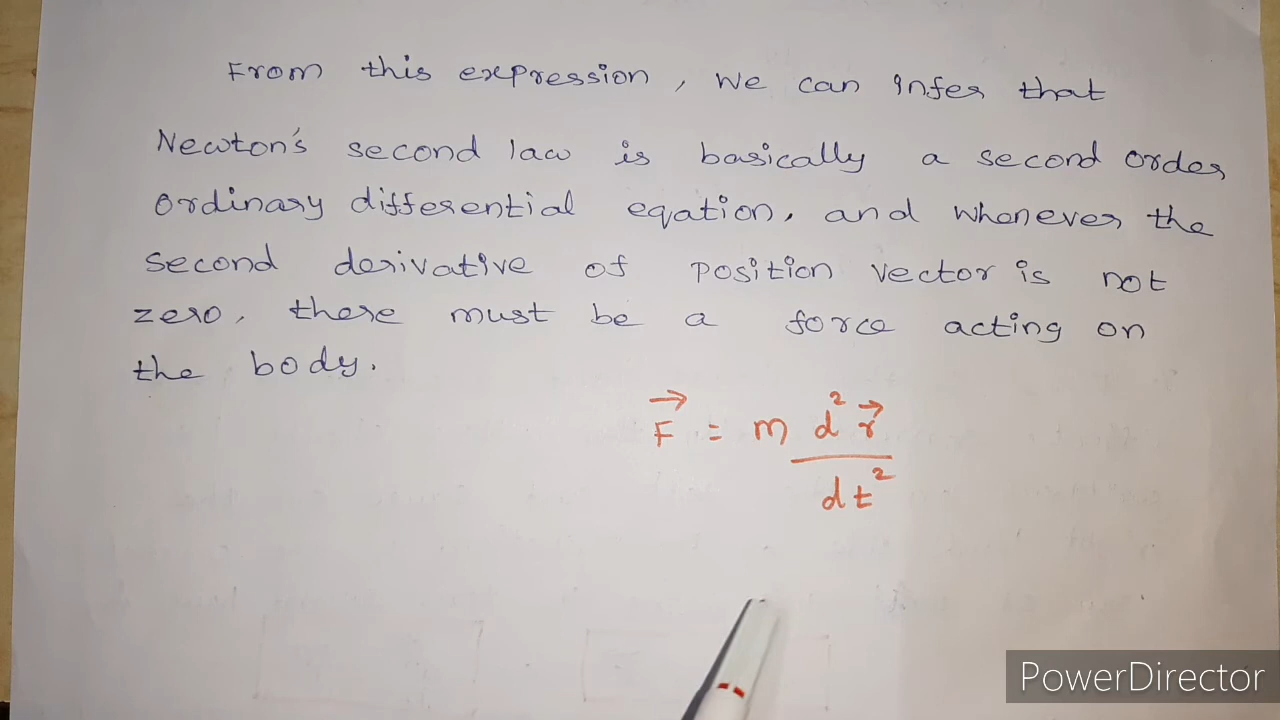 From this expression, we can infer that
Newton's second law is basically a second order
ordinary differential eqation, and whenever the
second derivative of position vector is not
zero, there must be a force acting on
the body.
F⃗ = m d²r⃗
dt²
PowerDirector